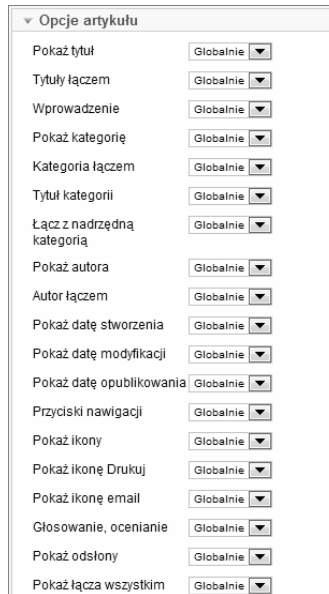 Opcje artykułu
Pokaż tytuł Globalnie
Tytuły łączem Globalnie
Wprowadzenie Globalnie
Pokaż kategorię Globalnie
Kategoria łączem Globalnie
Tytuł kategorii Globalnie
Łącz z nadrzędną Globalnie
kategorią
Pokaż autora Globalnie
Autor łączem Globalnie
Pokaż datę stworzenia Globalnie
Pokaż datę modyfikacji Globalnie
Pokaż datę opublikowania Globalnie
Przyciski nawigacji Globalnie
Pokaż ikony Globalnie
Pokaż ikonę Drukuj Globalnie
Pokaż ikonę email Globalnie
Głosowanie, ocenianie Globalnie
Pokaż odsłony Globalnie
Pokaż łącza wszystkim Globalnie